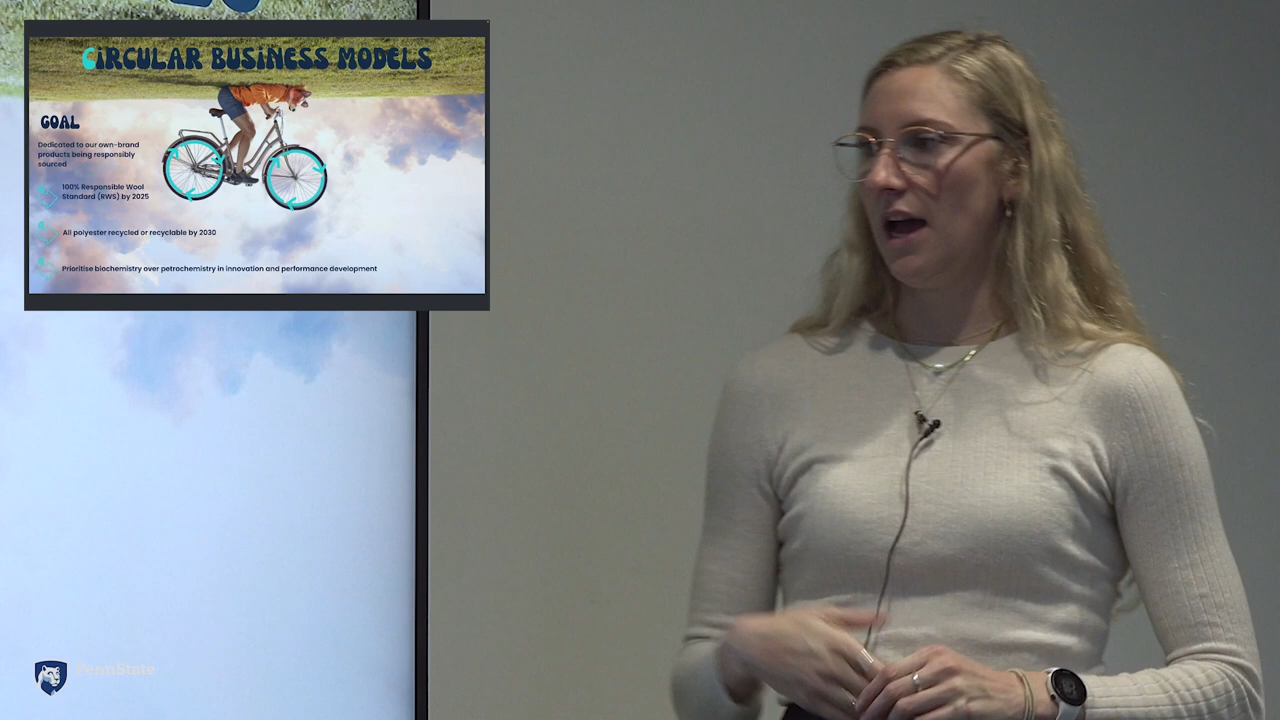 CiRCULAR BUSiNESS MODELS
GOAL
Dedicated to our own-brand
products being responsibly
sourced
100% Responsible Wool
Standard (RWS) by 2025
All polyester recycled or recyclable by 2030
Prioritise biochemistry over petrochemistry in innovation and performance development
PennState